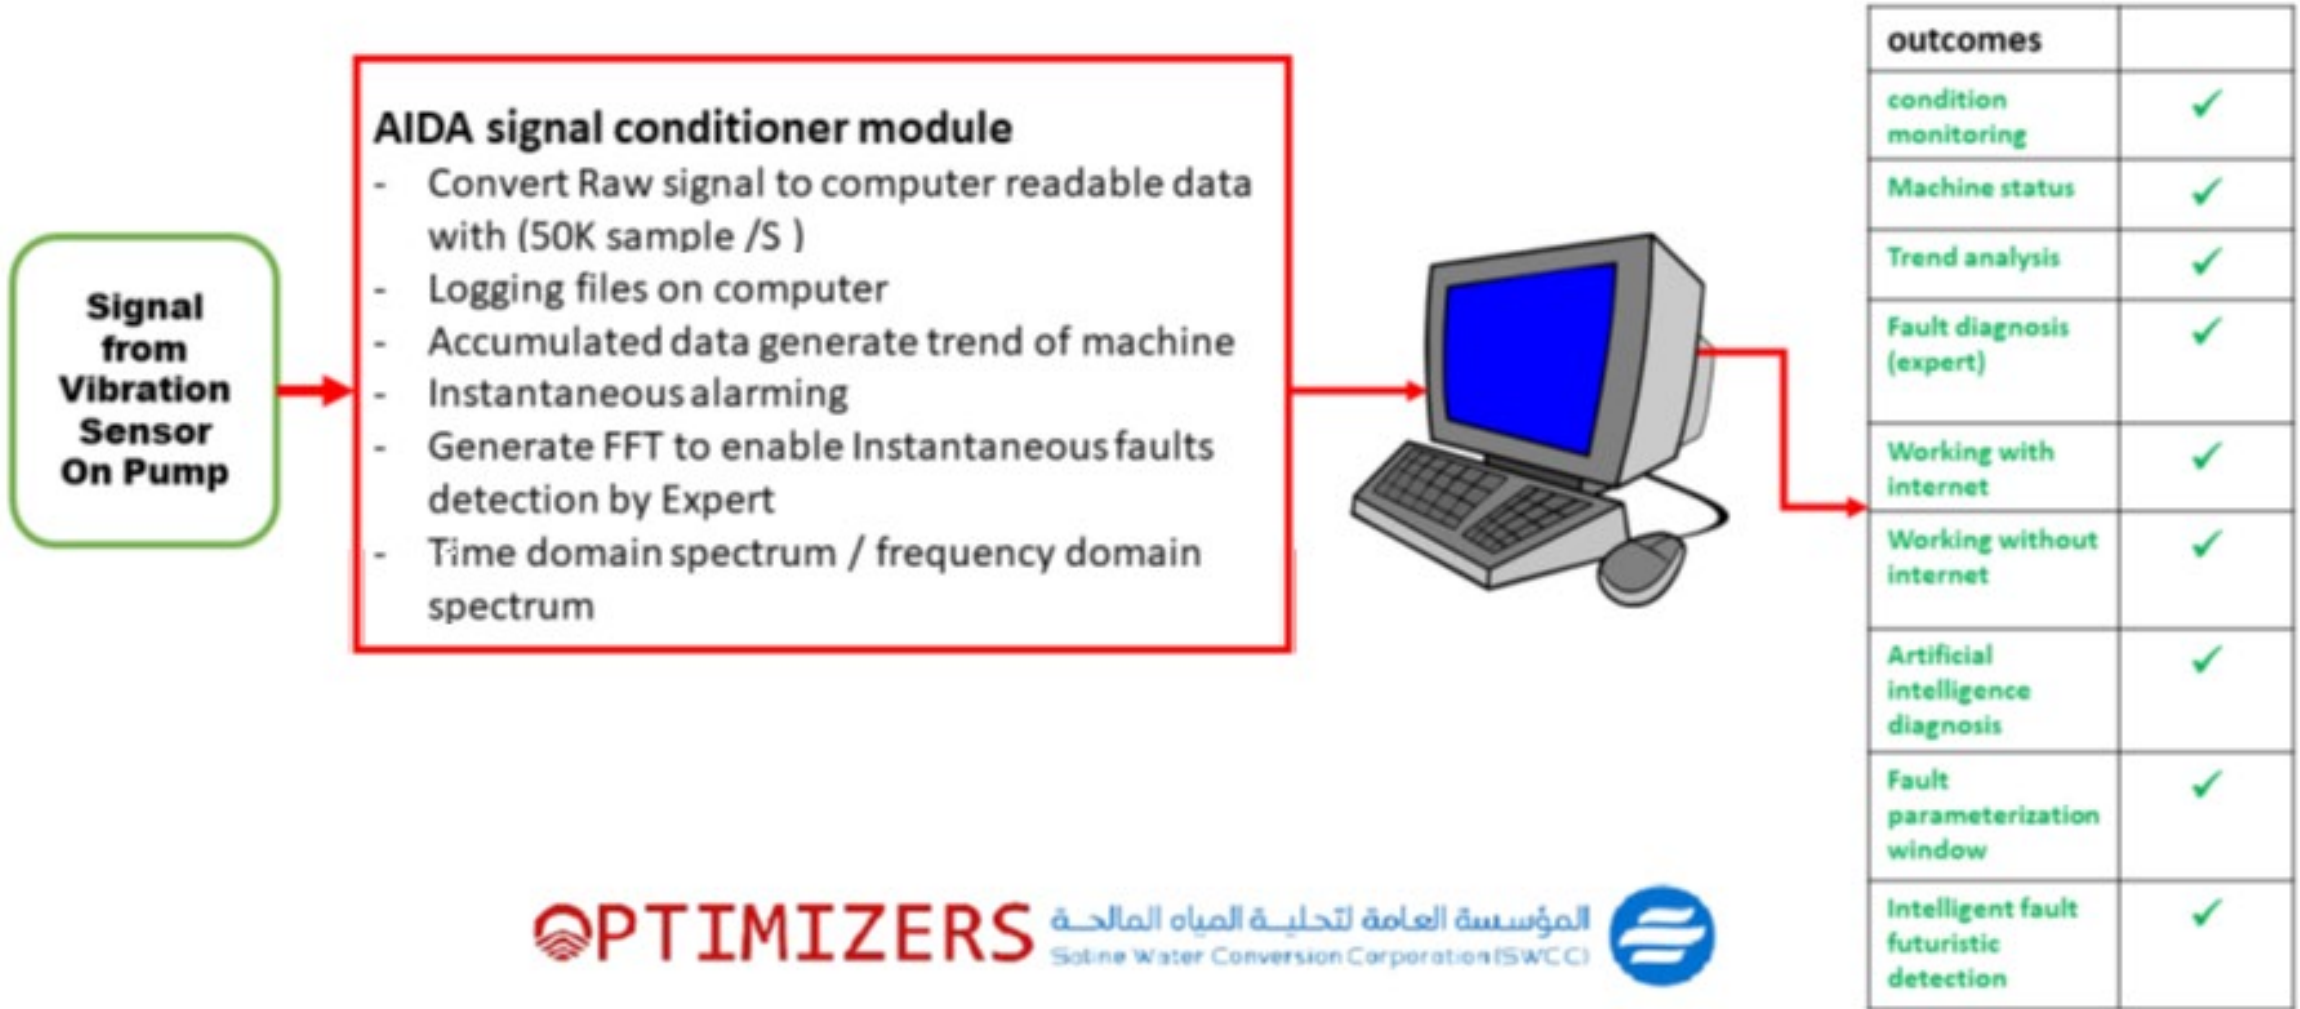 Signal
from
Vibration
Sensor
On Pump
AIDA signal conditioner module
- Convert Raw signal to computer readable data
with (50K sample /S )
- Logging files on computer
- Accumulated data generate trend of machine
- Instantaneous alarming
- Generate FFT to enable Instantaneous faults
detection by Expert
- Time domain spectrum / frequency domain
spectrum
outcomes
condition
monitoring
✓
Machine status
✓
Trend analysis
✓
Fault diagnosis
(expert)
✓
Working with
internet
✓
Working without
internet
✓
Artificial
intelligence
diagnosis
✓
Fault
parameterization
window
✓
Intelligent fault
futuristic
detection
✓
OPTIMIZERS
المؤسسة العامة لتحليـة المياه المالحـة
Saline Water Conversion Corporation (SWCC)